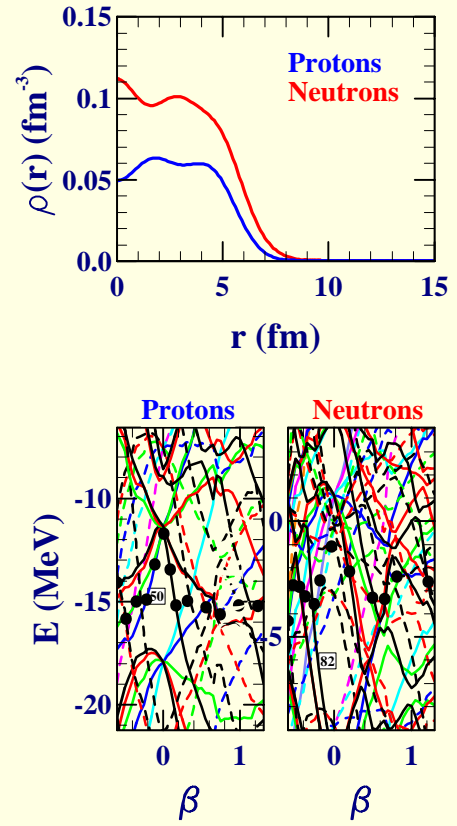 0.15
Protons
Neutrons
0.1
ρ(r) (fm-3)
0.05
0.0
0 5 10 15
r (fm)
Protons Neutrons
-10
0
E (MeV)
-15
50
-5
82
-20
0 1 0 1
β β